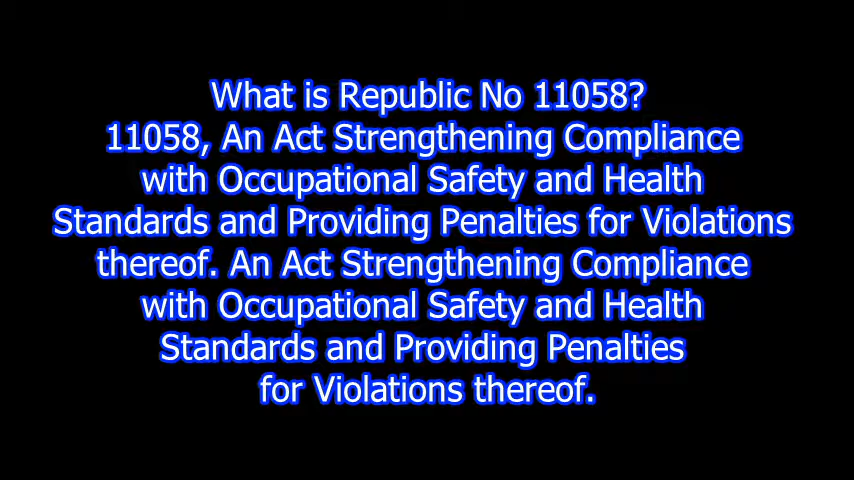 What is Republic No 11058?
11058, An Act Strengthening Compliance
with Occupational Safety and Health
Standards and Providing Penalties for Violations
thereof. An Act Strengthening Compliance
with Occupational Safety and Health
Standards and Providing Penalties
for Violations thereof.